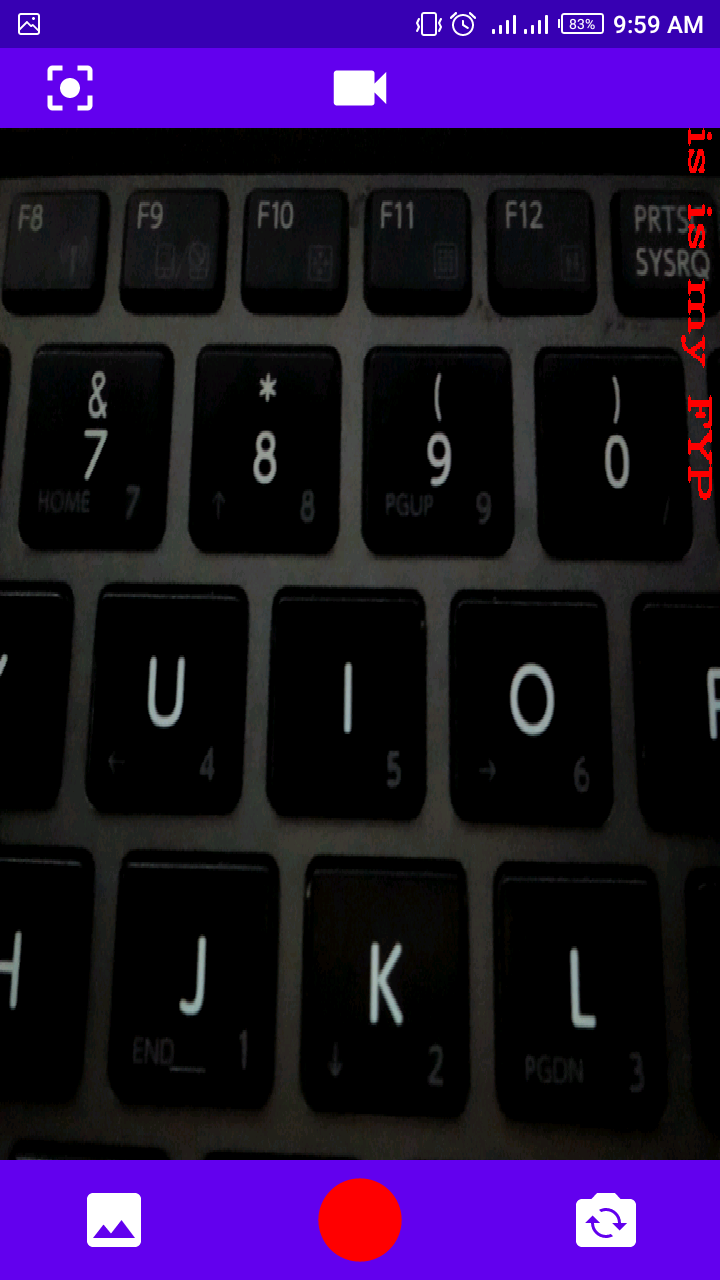 83% 9:59 AM
is is my FYP
F8 F9 F10 F11 F12 PRTS
SYSRQ
& * ( )
7 8 9 0
HOME 7 ↑ 8 PGUP 9 /
U I O
← 4 5 → 6
H J K L
END 1 ↓ 2 PGDN 3